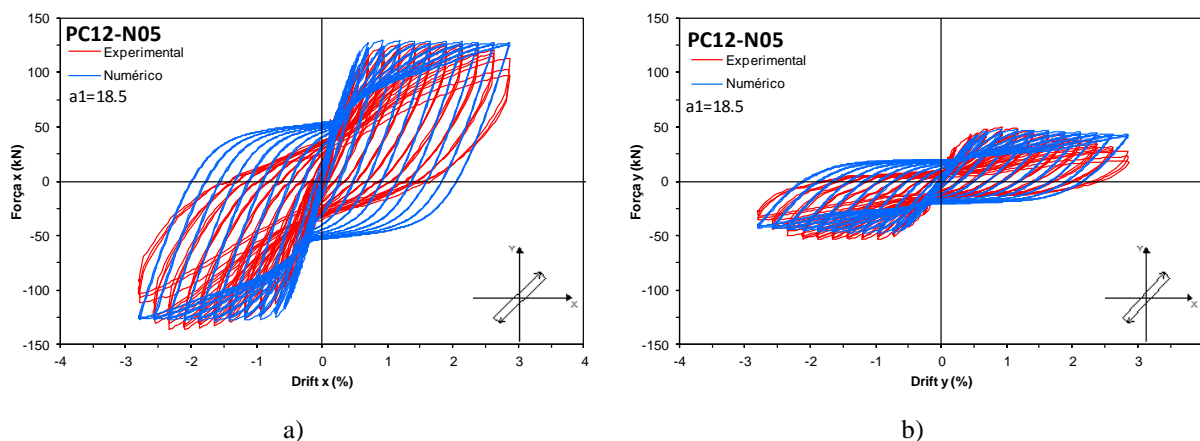 PC12-N05
Experimental
Numérico
a1=18.5
Força x (kN)
150
100
50
0
-50
-100
-150
-4 -3 -2 -1 0 1 2 3 4
Drift x (%)
Y
X
a)
PC12-N05
Experimental
Numérico
a1=18.5
Força y (kN)
150
100
50
0
-50
-100
-150
-4 -3 -2 -1 0 1 2 3
Drift y (%)
Y
X
b)